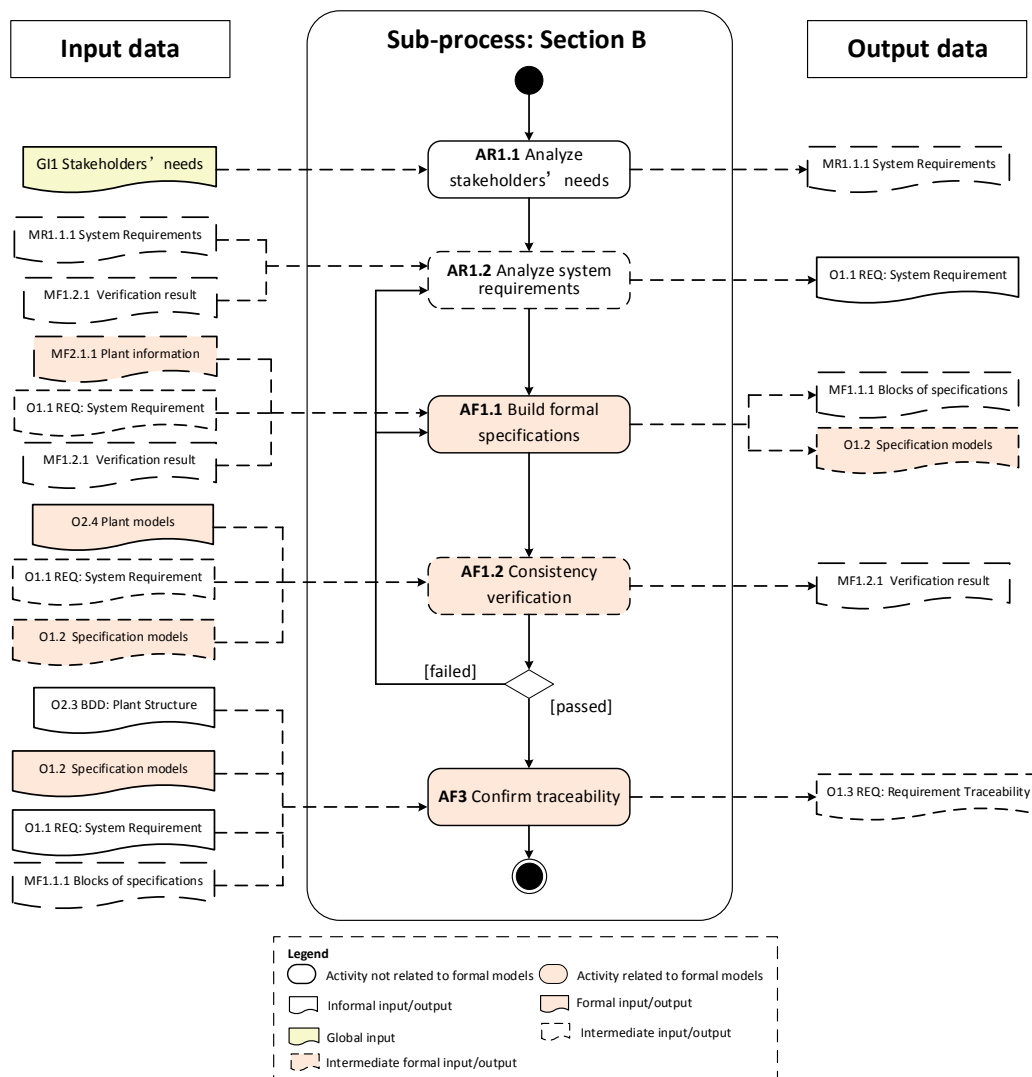 Input data
Sub-process: Section B
Output data
GI1 Stakeholders’ needs
AR1.1 Analyze
stakeholders’ needs
MR1.1.1 System Requirements
MR1.1.1 System Requirements
MF1.2.1 Verification result
AR1.2 Analyze system
requirements
O1.1 REQ: System Requirement
MF2.1.1 Plant information
O1.1 REQ: System Requirement
MF1.2.1 Verification result
AF1.1 Build formal
specifications
MF1.1.1 Blocks of specifications
O1.2 Specification models
O2.4 Plant models
O1.1 REQ: System Requirement
O1.2 Specification models
AF1.2 Consistency
verification
MF1.2.1 Verification result
[failed]
[passed]
O2.3 BDD: Plant Structure
O1.2 Specification models
O1.1 REQ: System Requirement
MF1.1.1 Blocks of specifications
AF3 Confirm traceability
O1.3 REQ: Requirement Traceability
Legend
Activity not related to formal models
Activity related to formal models
Informal input/output
Formal input/output
Global input
Intermediate input/output
Intermediate formal input/output